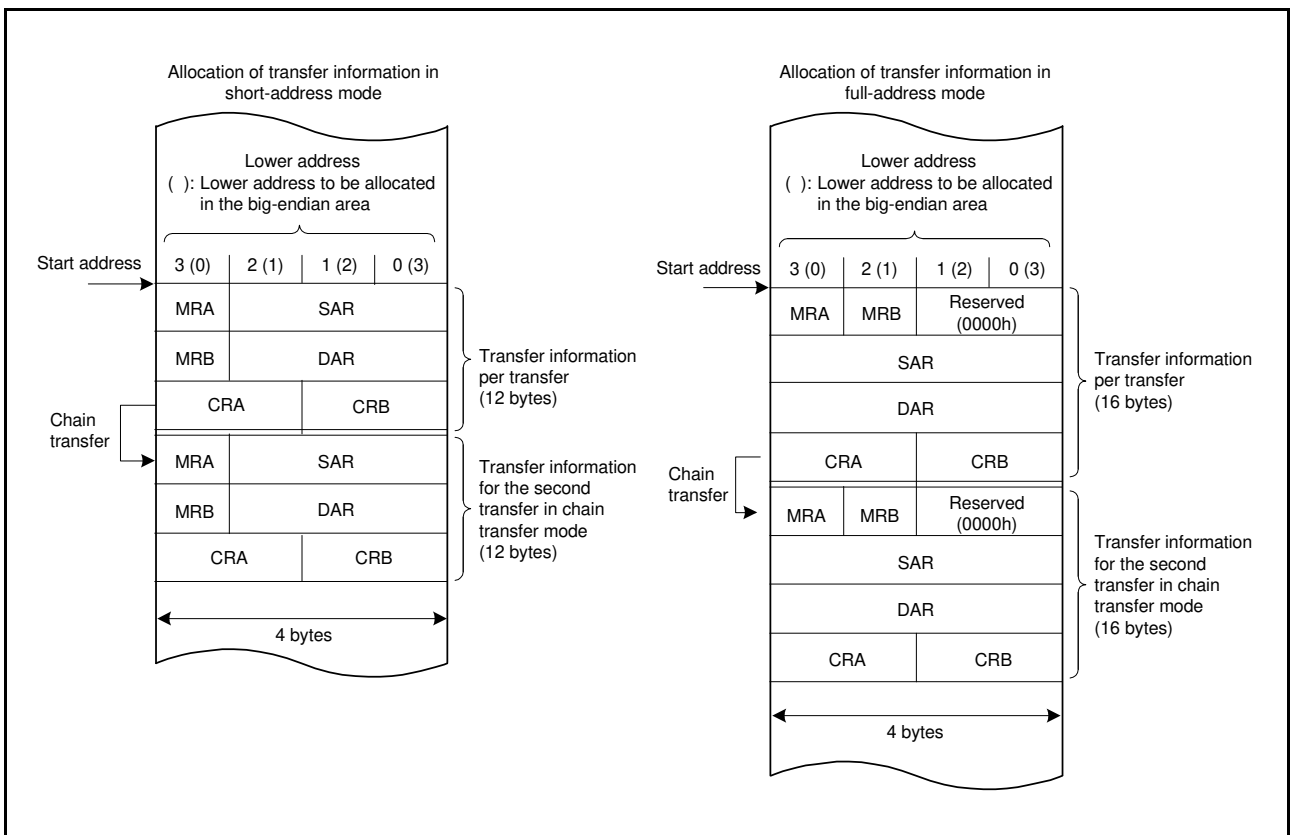 Allocation of transfer information in
short-address mode
Lower address
( ): Lower address to be allocated
in the big-endian area
Start address
3 (0) 2 (1) 1 (2) 0 (3)
MRA SAR
MRB DAR
CRA CRB
Transfer information
per transfer
(12 bytes)
Chain
transfer
MRA SAR
MRB DAR
CRA CRB
Transfer information
for the second
transfer in chain
transfer mode
(12 bytes)
4 bytes
Allocation of transfer information in
full-address mode
Lower address
( ): Lower address to be allocated
in the big-endian area
Start address
3 (0) 2 (1) 1 (2) 0 (3)
MRA MRB Reserved
(0000h)
SAR
DAR
CRA CRB
Transfer information
per transfer
(16 bytes)
Chain
transfer
MRA MRB Reserved
(0000h)
SAR
DAR
CRA CRB
Transfer information
for the second
transfer in chain
transfer mode
(16 bytes)
4 bytes